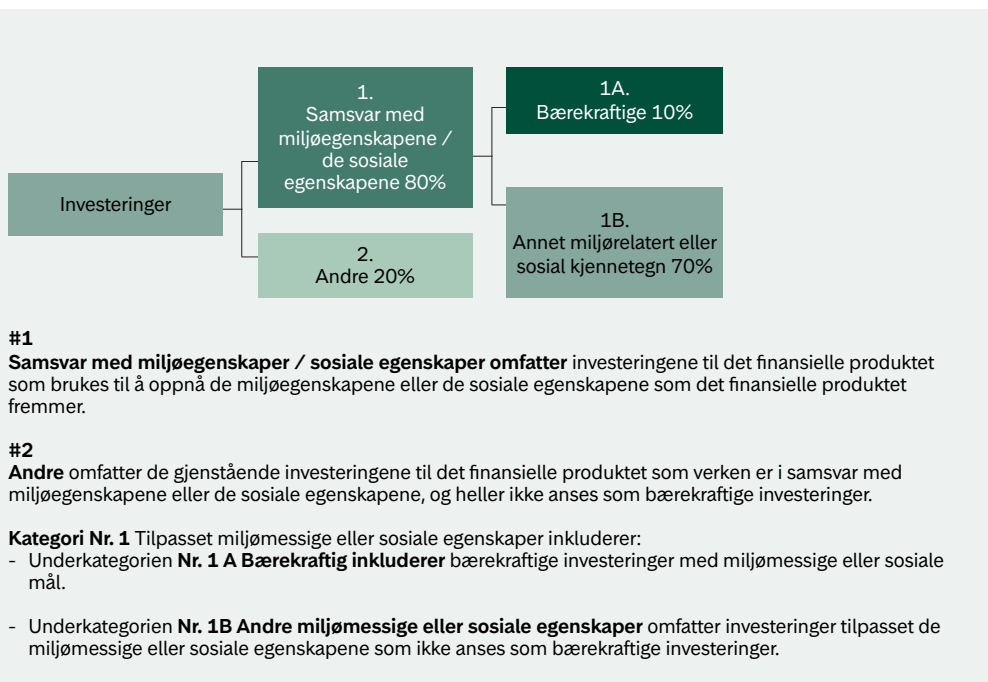 Investeringer
1.
Samsvar med
miljøegenskapene /
de sosiale
egenskapene 80%
2.
Andre 20%
1A.
Bærekraftige 10%
1B.
Annet miljørelatert eller
sosial kjennetegn 70%
#1
Samsvar med miljøegenskaper / sosiale egenskaper omfatter investeringene til det finansielle produktet
som brukes til å oppnå de miljøegenskapene eller de sosiale egenskapene som det finansielle produktet
fremmer.
#2
Andre omfatter de gjenstående investeringene til det finansielle produktet som verken er i samsvar med
miljøegenskapene eller de sosiale egenskapene, og heller ikke anses som bærekraftige investeringer.
Kategori Nr. 1 Tilpasset miljømessige eller sosiale egenskaper inkluderer:
- Underkategorien Nr. 1 A Bærekraftig inkluderer bærekraftige investeringer med miljømessige eller sosiale
mål.
- Underkategorien Nr. 1B Andre miljømessige eller sosiale egenskaper omfatter investeringer tilpasset de
miljømessige eller sosiale egenskapene som ikke anses som bærekraftige investeringer.